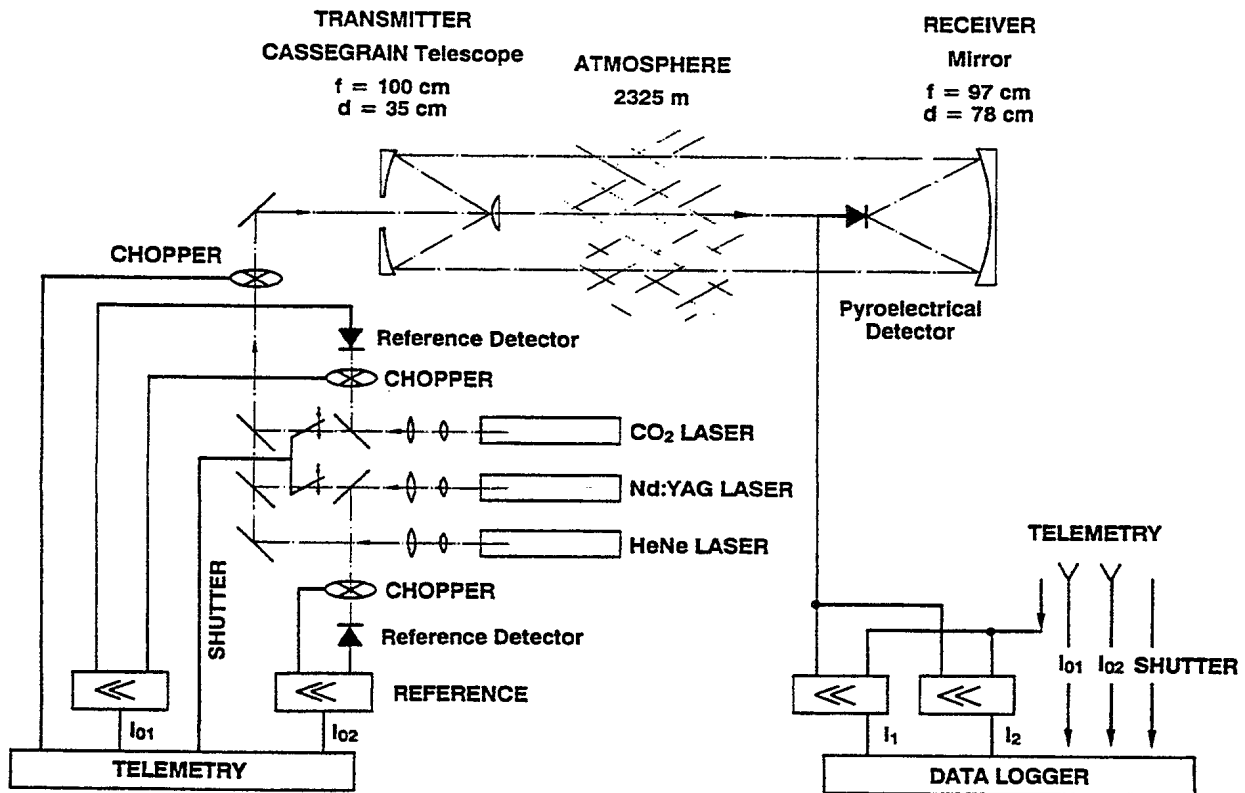 TRANSMITTER
CASSEGRAIN Telescope
f = 100 cm
d = 35 cm
ATMOSPHERE
2325 m
RECEIVER
Mirror
f = 97 cm
d = 78 cm
CHOPPER
Reference Detector
CHOPPER
Pyroelectrical
Detector
CO₂ LASER
Nd:YAG LASER
HeNe LASER
CHOPPER
Reference Detector
SHUTTER
REFERENCE
I₀₁
I₀₂
TELEMETRY
TELEMETRY
I₀₁
I₀₂
SHUTTER
I₁
I₂
DATA LOGGER